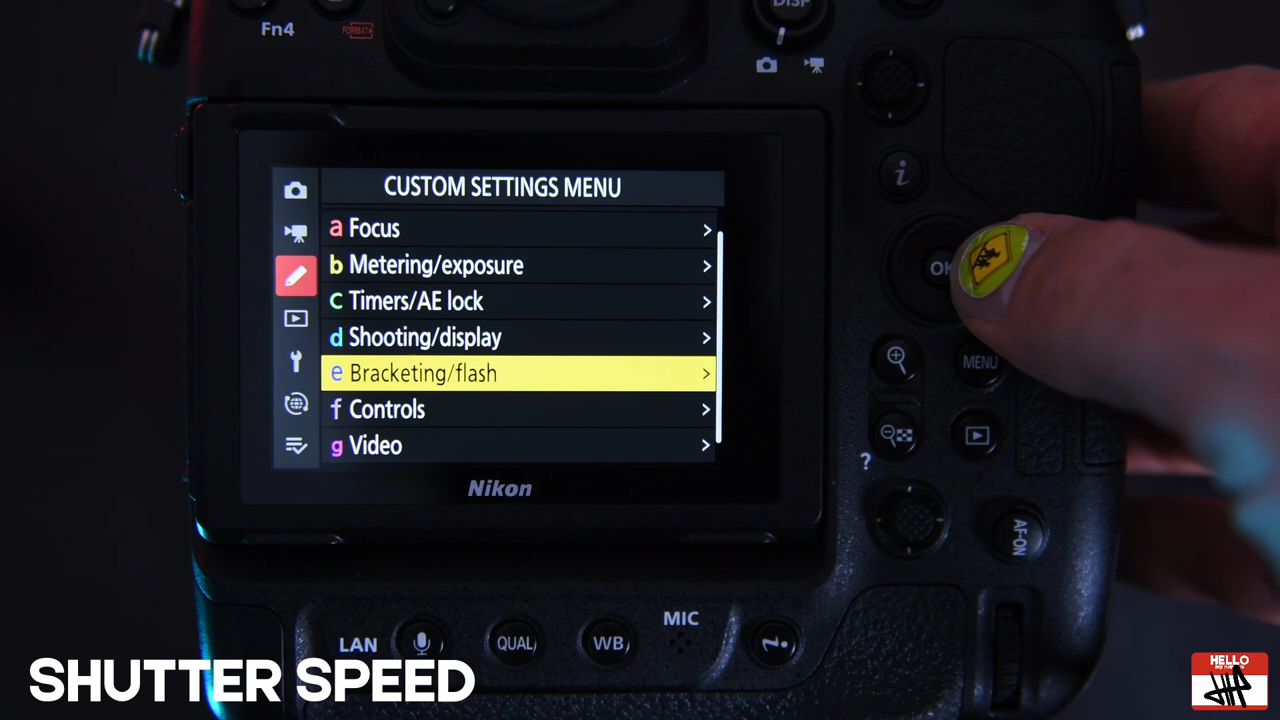 DISP
Fn4
FORMAT
CUSTOM SETTINGS MENU
a Focus >
b Metering/exposure >
c Timers/AE lock >
d Shooting/display >
e Bracketing/flash >
f Controls >
g Video >
Nikon
i
OK
MENU
?
AF-ON
LAN
QUAL
WB
MIC
i
SHUTTER SPEED
HELLO